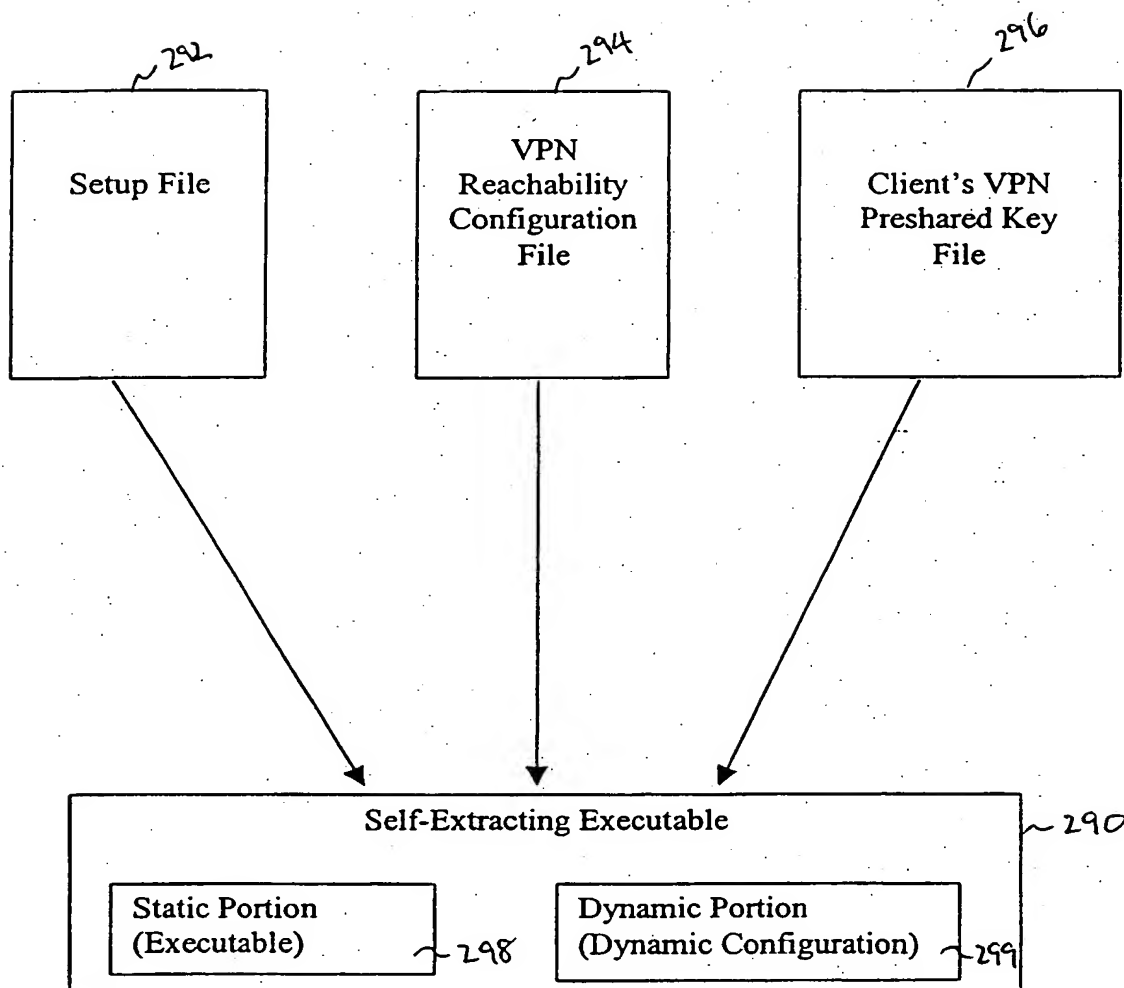 292
294
296
Setup File
VPN
Reachability
Configuration
File
Client's VPN
Preshared Key
File
Self-Extracting Executable
290
Static Portion
(Executable)
298
Dynamic Portion
(Dynamic Configuration)
299